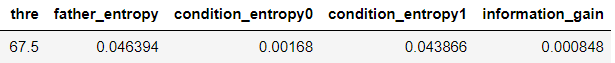 thre father_entropy condition_entropy0 condition_entropy1 information_gain
67.5 0.046394 0.00168 0.043866 0.000848